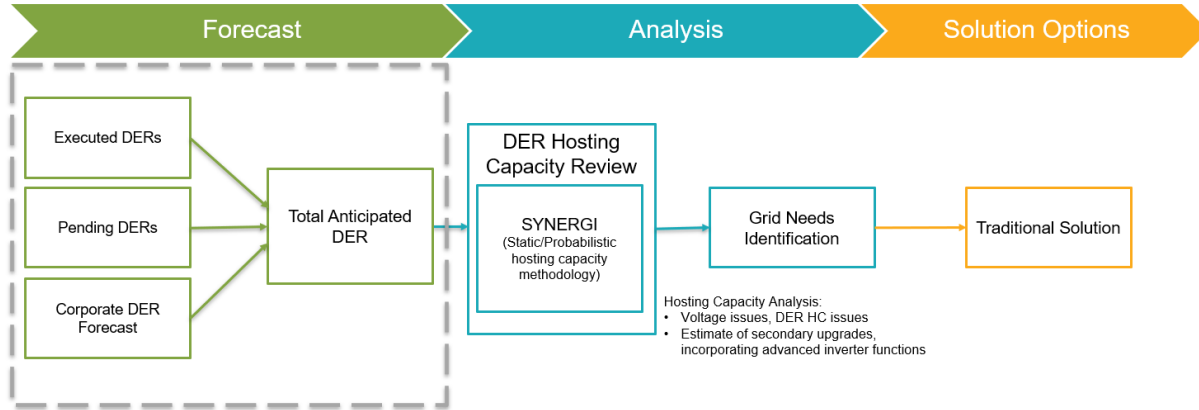 Forecast
Analysis
Solution Options
Executed DERs
Pending DERs
Corporate DER
Forecast
Total Anticipated
DER
DER Hosting
Capacity Review
SYNERGI
(Static/Probabilistic
hosting capacity
methodology)
Grid Needs
Identification
Traditional Solution
Hosting Capacity Analysis:
• Voltage issues, DER HC issues
• Estimate of secondary upgrades,
incorporating advanced inverter functions